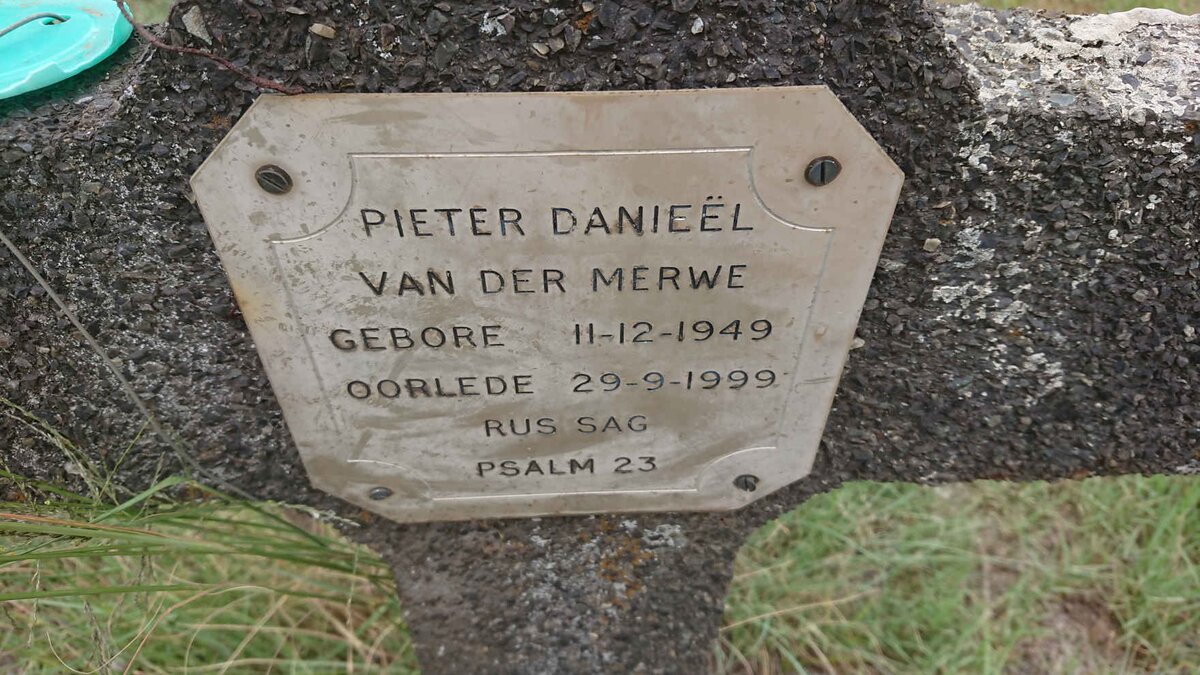 PIETER DANIEËL
VAN DER MERWE
GEBORE 11-12-1949
OORLEDE 29-9-1999
RUS SAG
PSALM 23